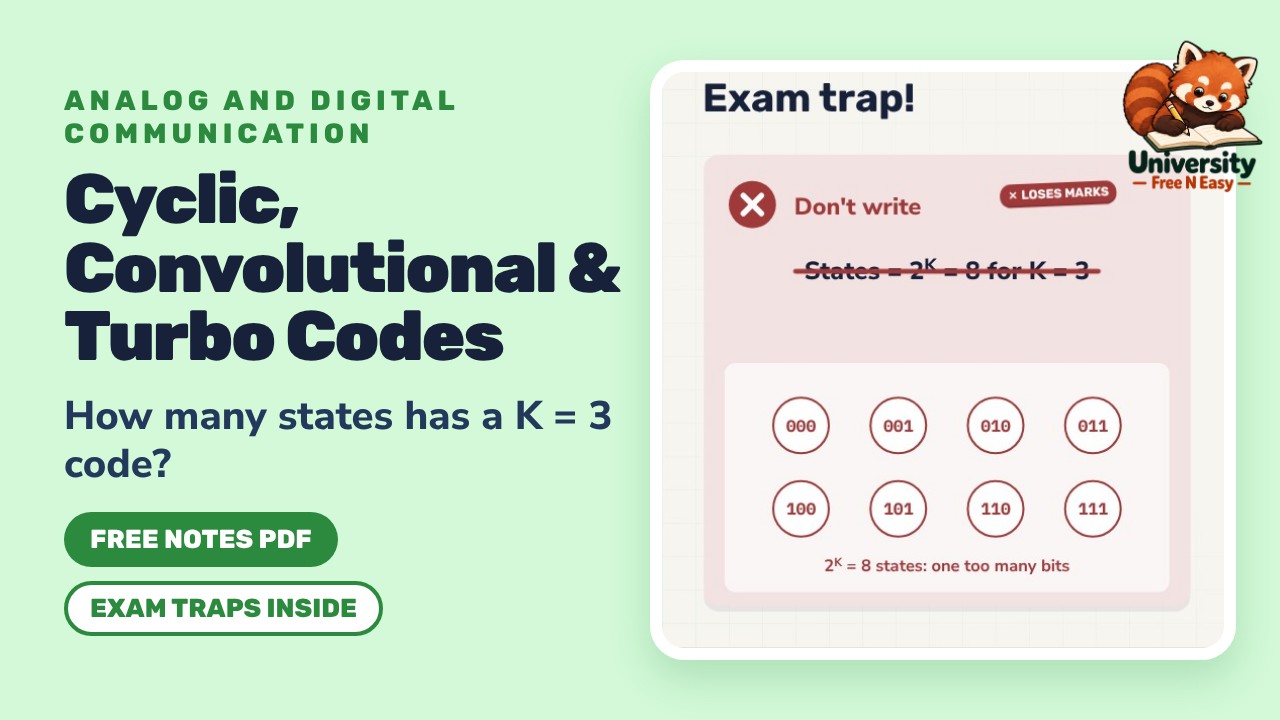 ANALOG AND DIGITAL
COMMUNICATION
Cyclic,
Convolutional &
Turbo Codes
How many states has a K = 3
code?
FREE NOTES PDF
EXAM TRAPS INSIDE
Exam trap!
Don't write
× LOSES MARKS
States = 2ᴷ = 8 for K = 3
000 001 010 011
100 101 110 111
2ᴷ = 8 states: one too many bits
University
Free N Easy